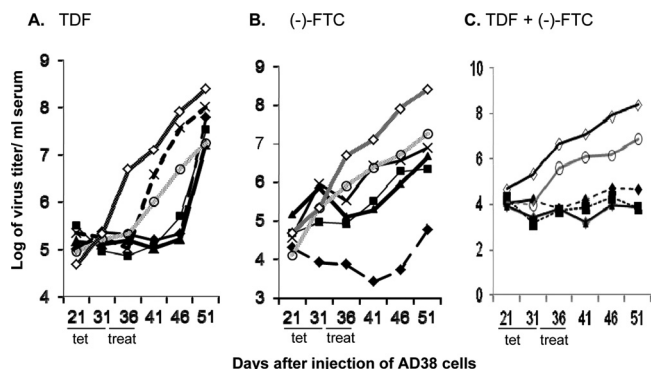 A. TDF
B. (-)-FTC
C. TDF + (-)-FTC
Log of virus titer/ ml serum
9
8
7
6
5
4
9
8
7
6
5
4
3
10
8
6
4
2
0
21 31 36 41 46 51
tet treat
21 31 36 41 46 51
tet treat
21 31 36 41 46 51
tet treat
Days after injection of AD38 cells